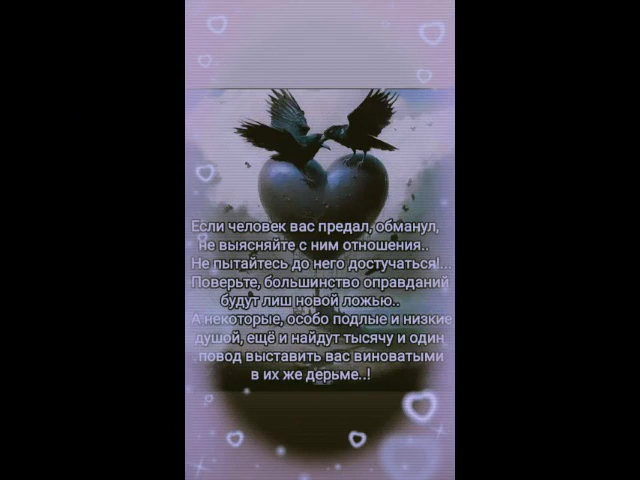 Если человек вас предал, обманул,
не выясняйте с ним отношения..
Не пытайтесь до него достучаться!...
Поверьте, большинство оправданий
будут лиш новой ложью..
А некоторые, особо подлые и низкие
душой, ещё и найдут тысячу и один
повод выставить вас виноватыми
в их же дерьме..!